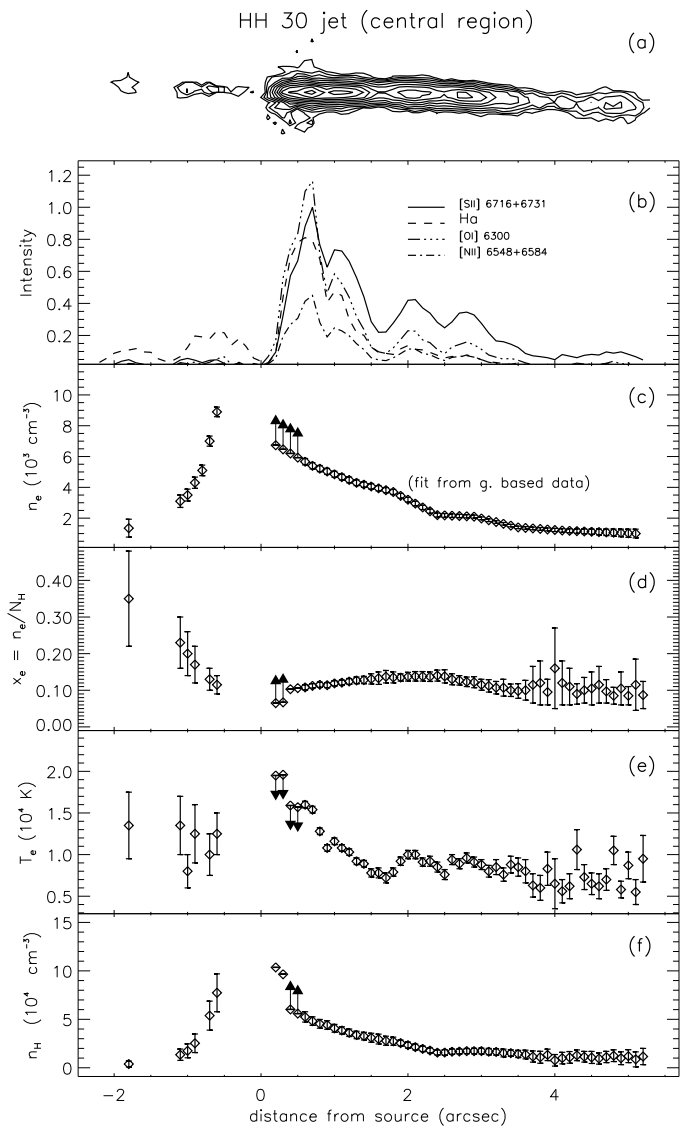 HH 30 jet (central region)
(a)
(b)
1.2
1.0
0.8
0.6
0.4
0.2
Intensity
[SII] 6716+6731
Ha
[OI] 6300
[NII] 6548+6584
(c)
10
8
6
4
2
n_e (10³ cm⁻³)
(fit from g. based data)
(d)
0.40
0.30
0.20
0.10
0.00
x_e = n_e/N_H
(e)
2.0
1.5
1.0
0.5
T_e (10⁴ K)
(f)
15
10
5
0
n_H (10⁴ cm⁻³)
−2
0
2
4
distance from source (arcsec)